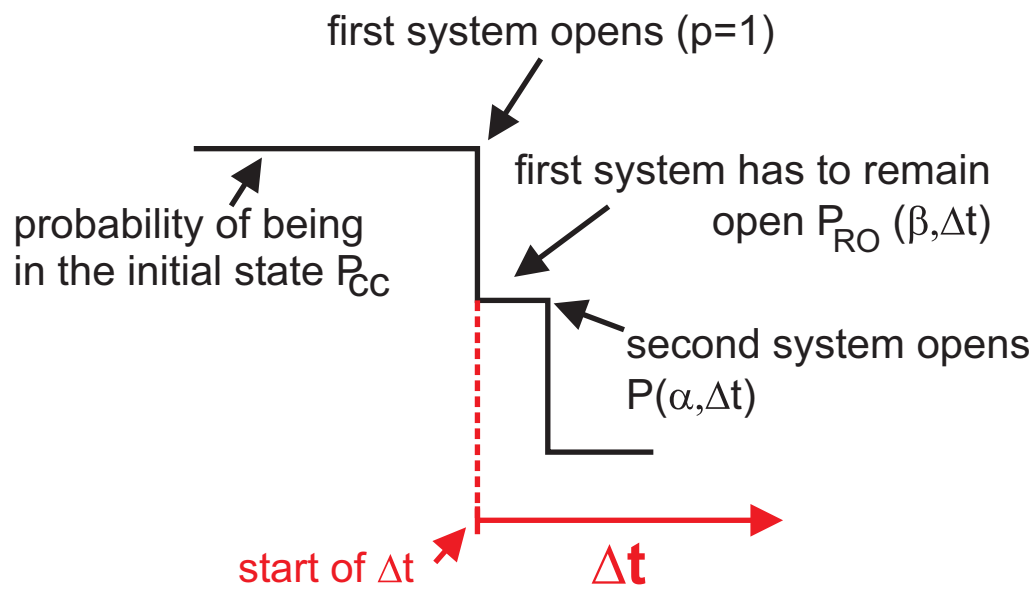 first system opens (p=1)
first system has to remain
open P_RO (β,Δt)
probability of being
in the initial state P_CC
second system opens
P(α,Δt)
start of Δt
Δt